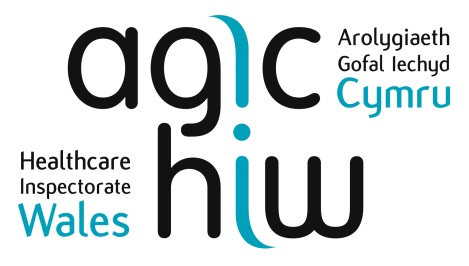 agic
Arolygiaeth
Gofal Iechyd
Cymru
Healthcare
Inspectorate
Wales
hiw